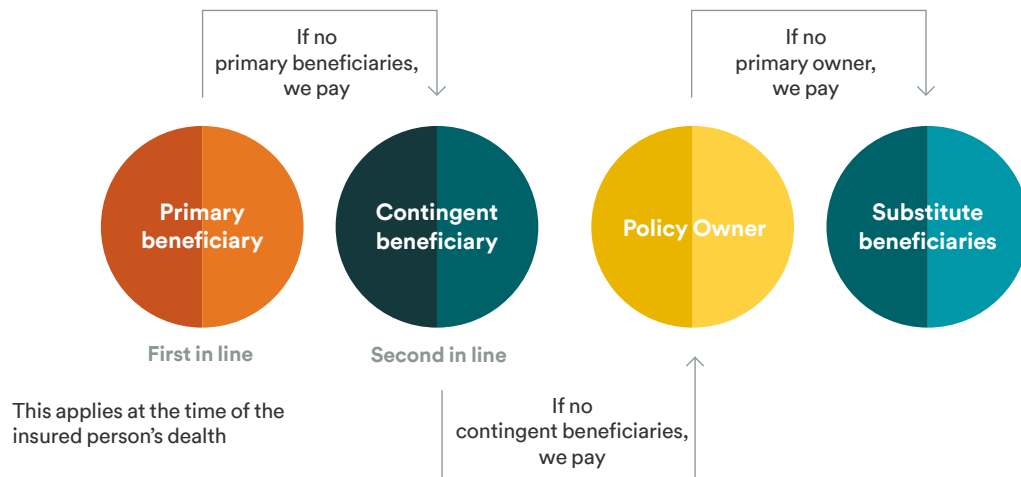 If no
primary beneficiaries,
we pay
If no
primary owner,
we pay
Primary
beneficiary
Contingent
beneficiary
Policy Owner
Substitute
beneficiaries
First in line
Second in line
This applies at the time of the
insured person’s dealth
If no
contingent beneficiaries,
we pay